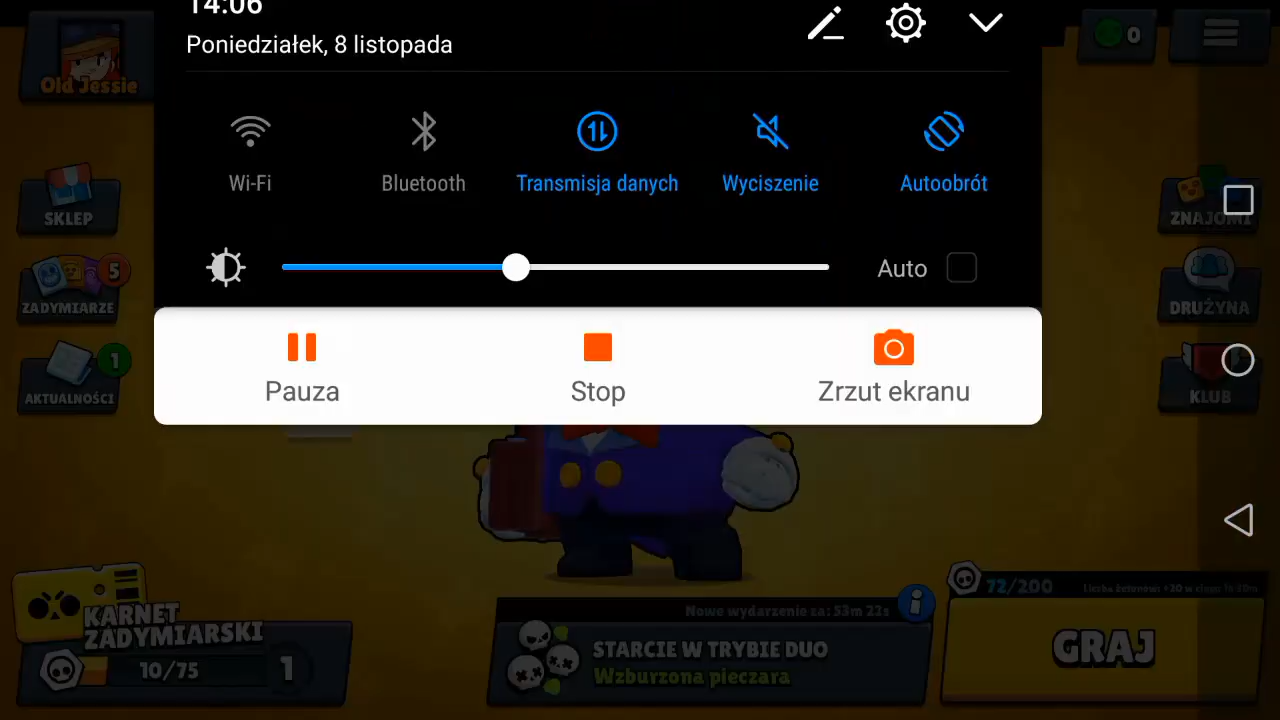 14:06
Poniedziałek, 8 listopada
0
Old Jessie
Wi-Fi
Bluetooth
Transmisja danych
Wyciszenie
Autoobrót
SKLEP
ZNAJOMI
Auto
5
ZADYMIARZE
DRUŻYNA
1
AKTUALNOŚCI
KLUB
Pauza
Stop
Zrzut ekranu
KARNET
ZADYMIARSKI
10/75
1
Nowe wydarzenie za: 53m 22s
i
STARCIE W TRYBIE DUO
Wzburzona pieczara
72/200
GRAJ